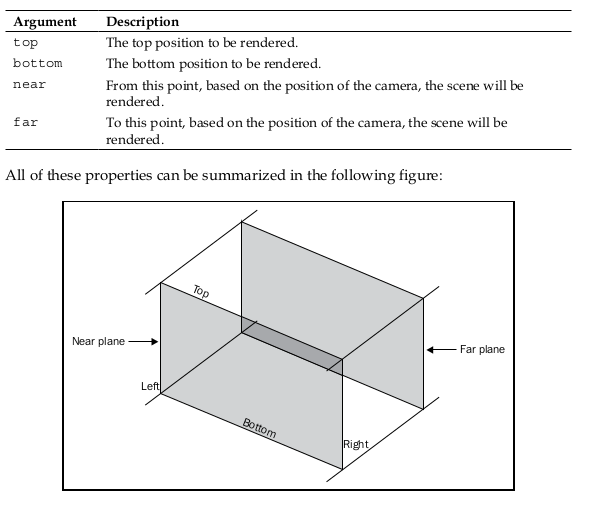 Argument Description
top The top position to be rendered.
bottom The bottom position to be rendered.
near From this point, based on the position of the camera, the scene will be
rendered.
far To this point, based on the position of the camera, the scene will be
rendered.
All of these properties can be summarized in the following figure:
Top
Near plane
Far plane
Left
Bottom
Right